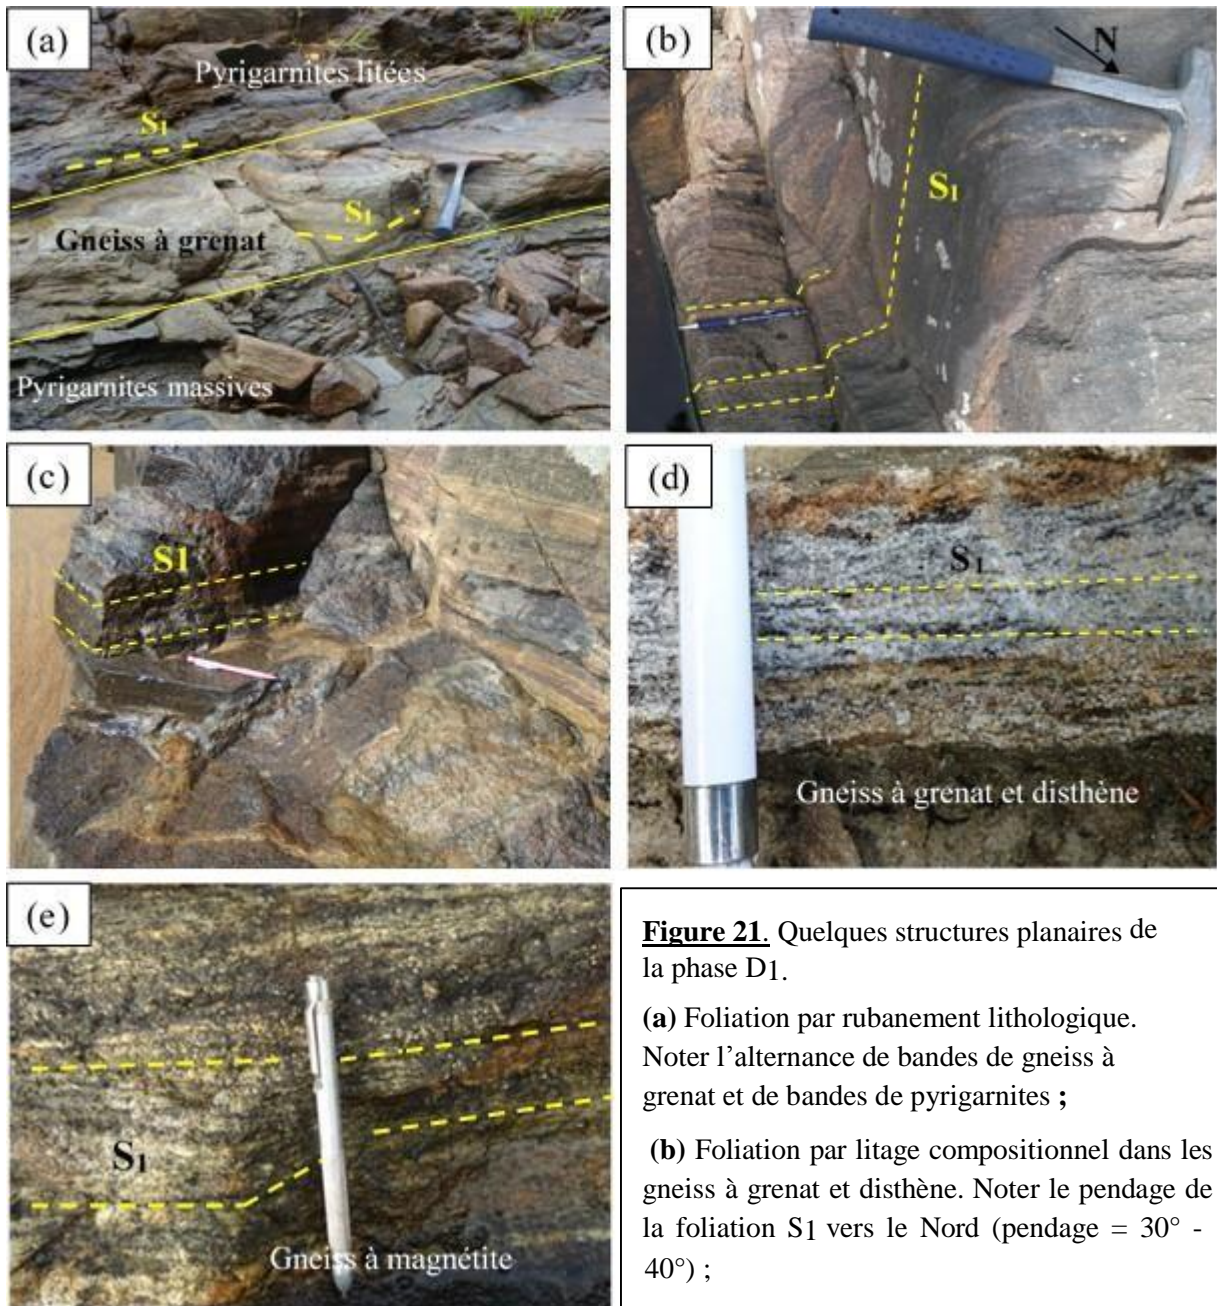 (a)
Pyrigarnites litées
S1
S1
Gneiss à grenat
Pyrigarnites massives
(b)
N
S1
(c)
S1
(d)
S1
Gneiss à grenat et disthène
(e)
S1
Gneiss à magnétite
Figure 21. Quelques structures planaires de
la phase D1.
(a) Foliation par rubanement lithologique.
Noter l’alternance de bandes de gneiss à
grenat et de bandes de pyrigarnites ;
(b) Foliation par litage compositionnel dans les
gneiss à grenat et disthène. Noter le pendage de
la foliation S1 vers le Nord (pendage = 30° -
40°) ;